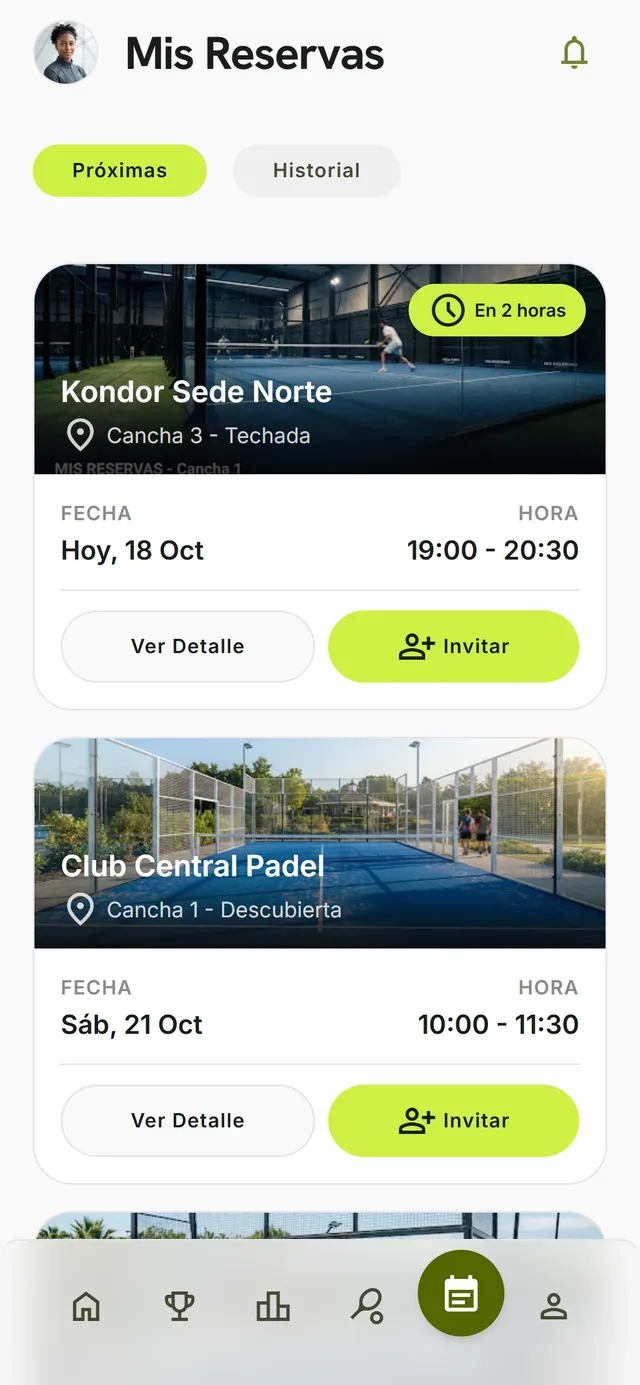 Mis Reservas
Próximas
Historial
En 2 horas
Kondor Sede Norte
Cancha 3 - Techada
MIS RESERVAS - Cancha 1
FECHA
HORA
Hoy, 18 Oct
19:00 - 20:30
Ver Detalle
Invitar
Club Central Padel
Cancha 1 - Descubierta
FECHA
HORA
Sáb, 21 Oct
10:00 - 11:30
Ver Detalle
Invitar